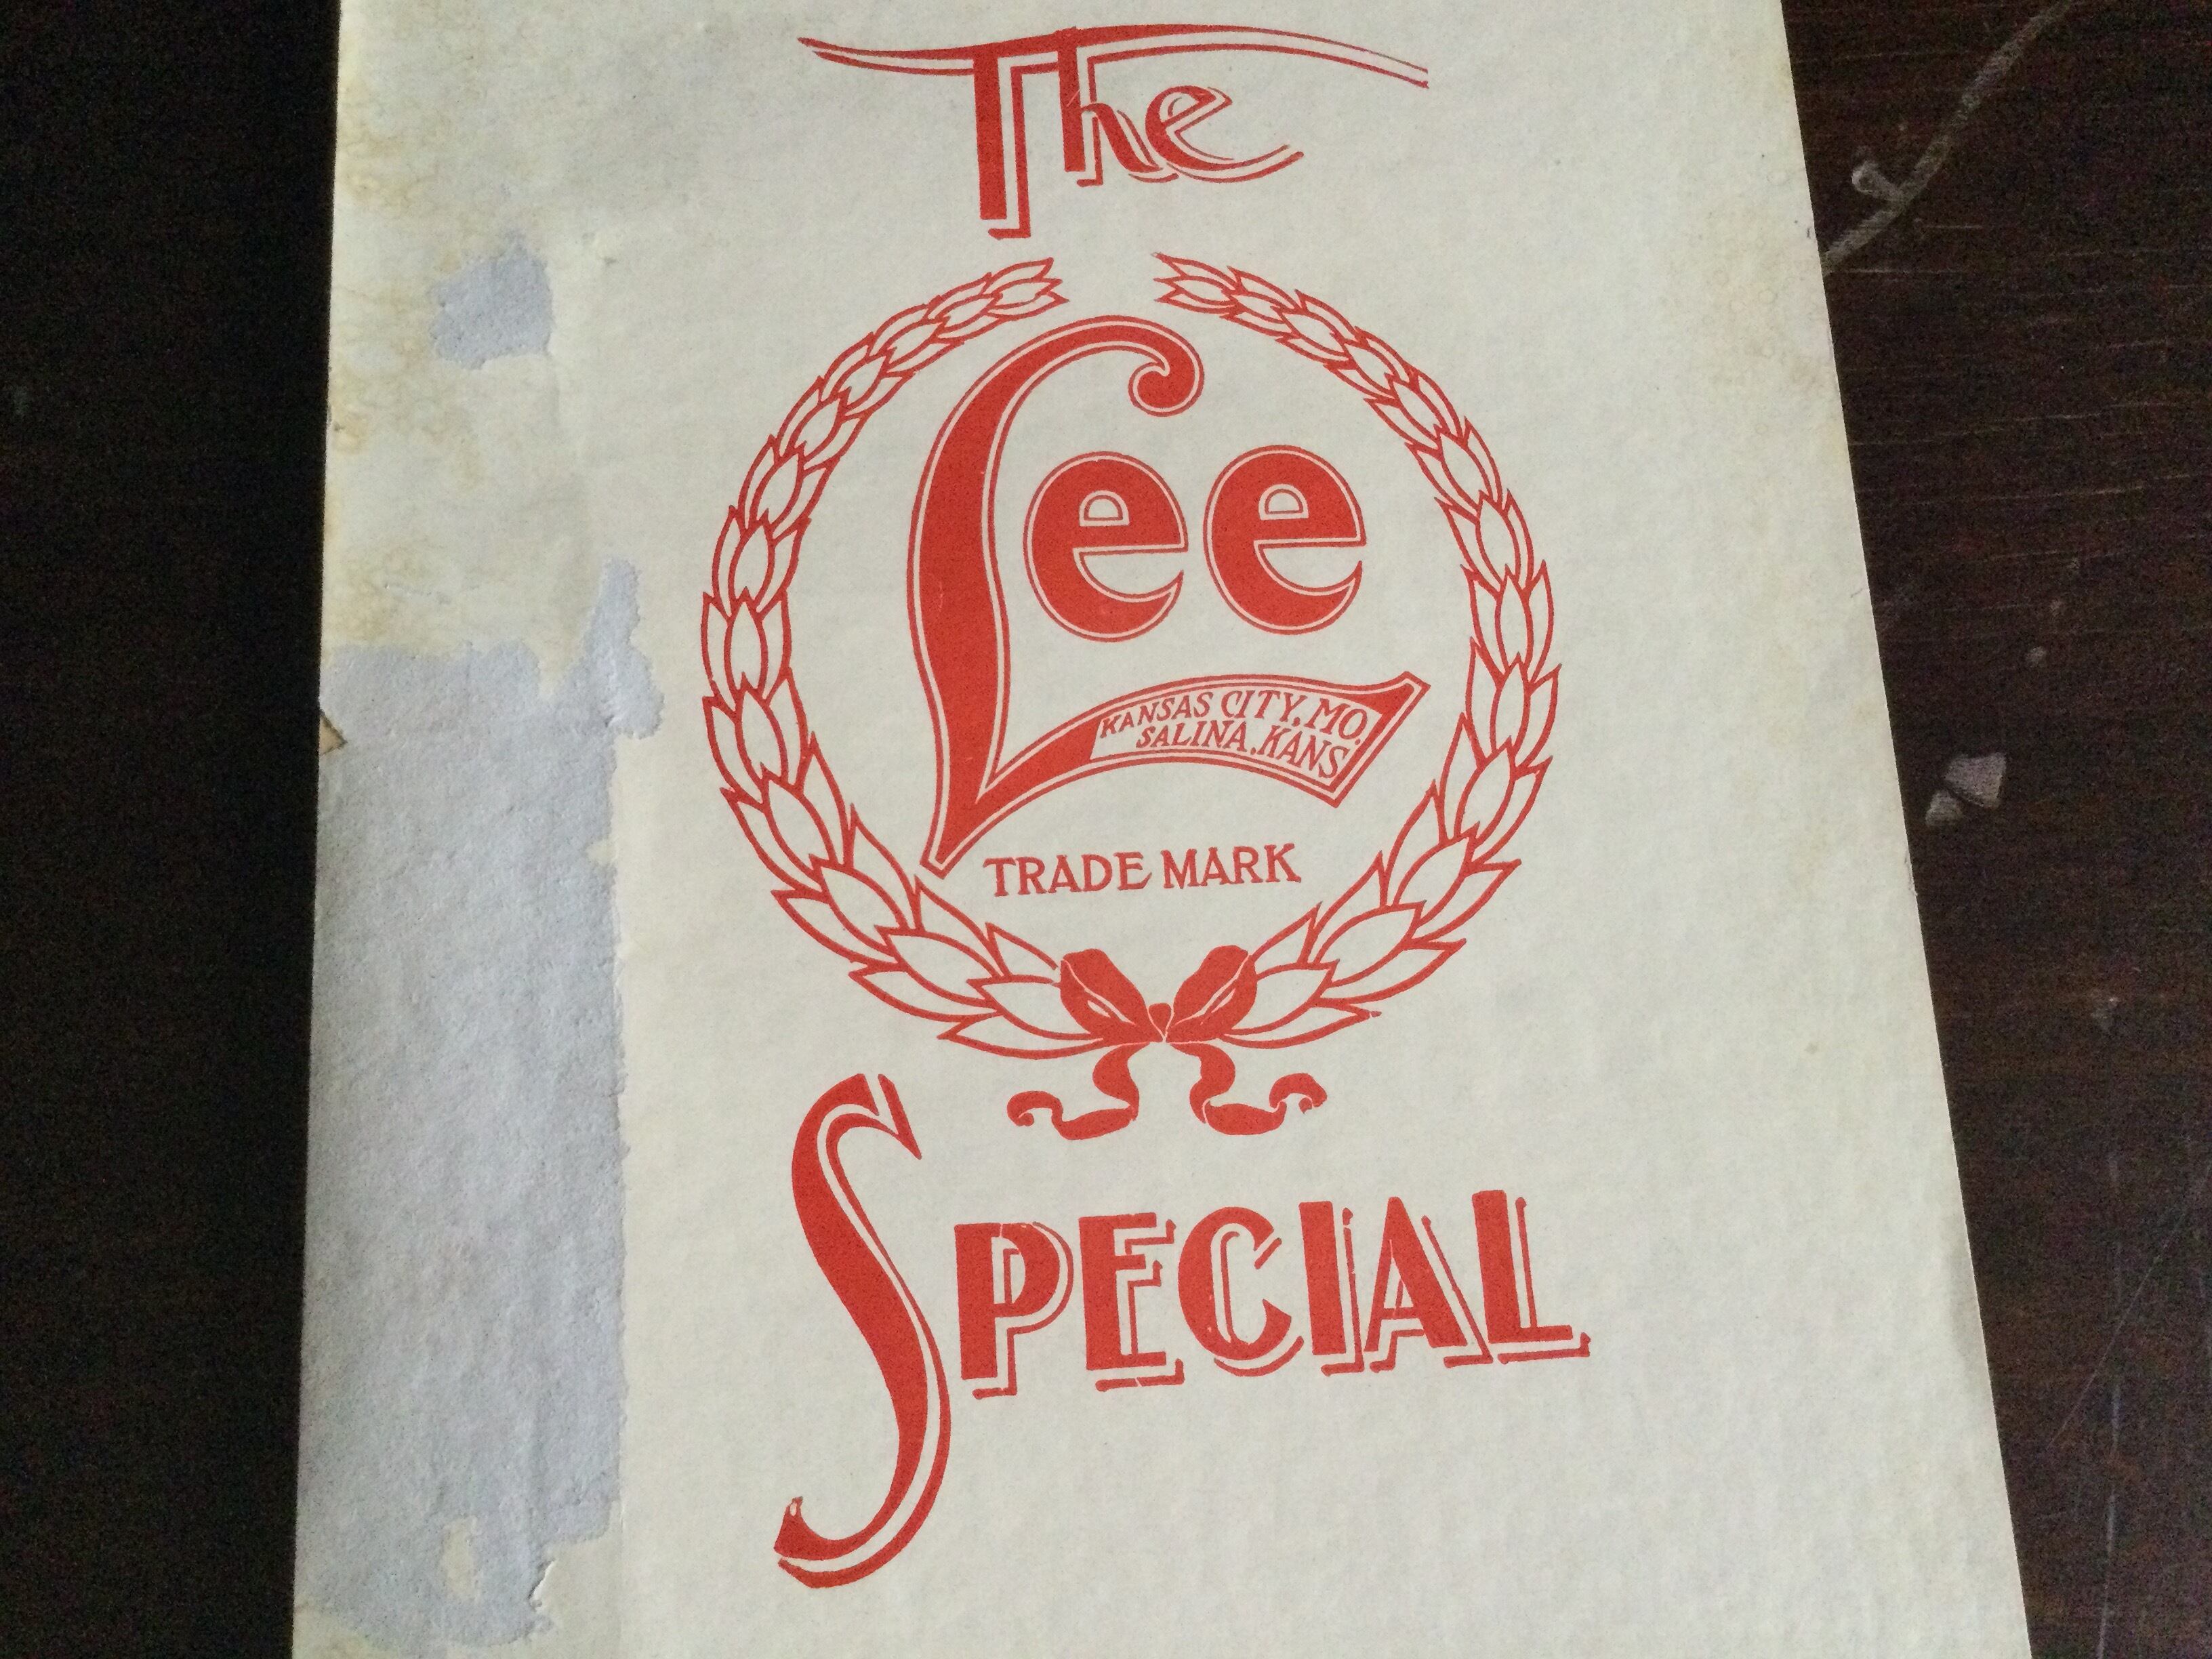 The
Lee
KANSAS CITY, MO.
SALINA, KANS.
TRADE MARK
SPECIAL